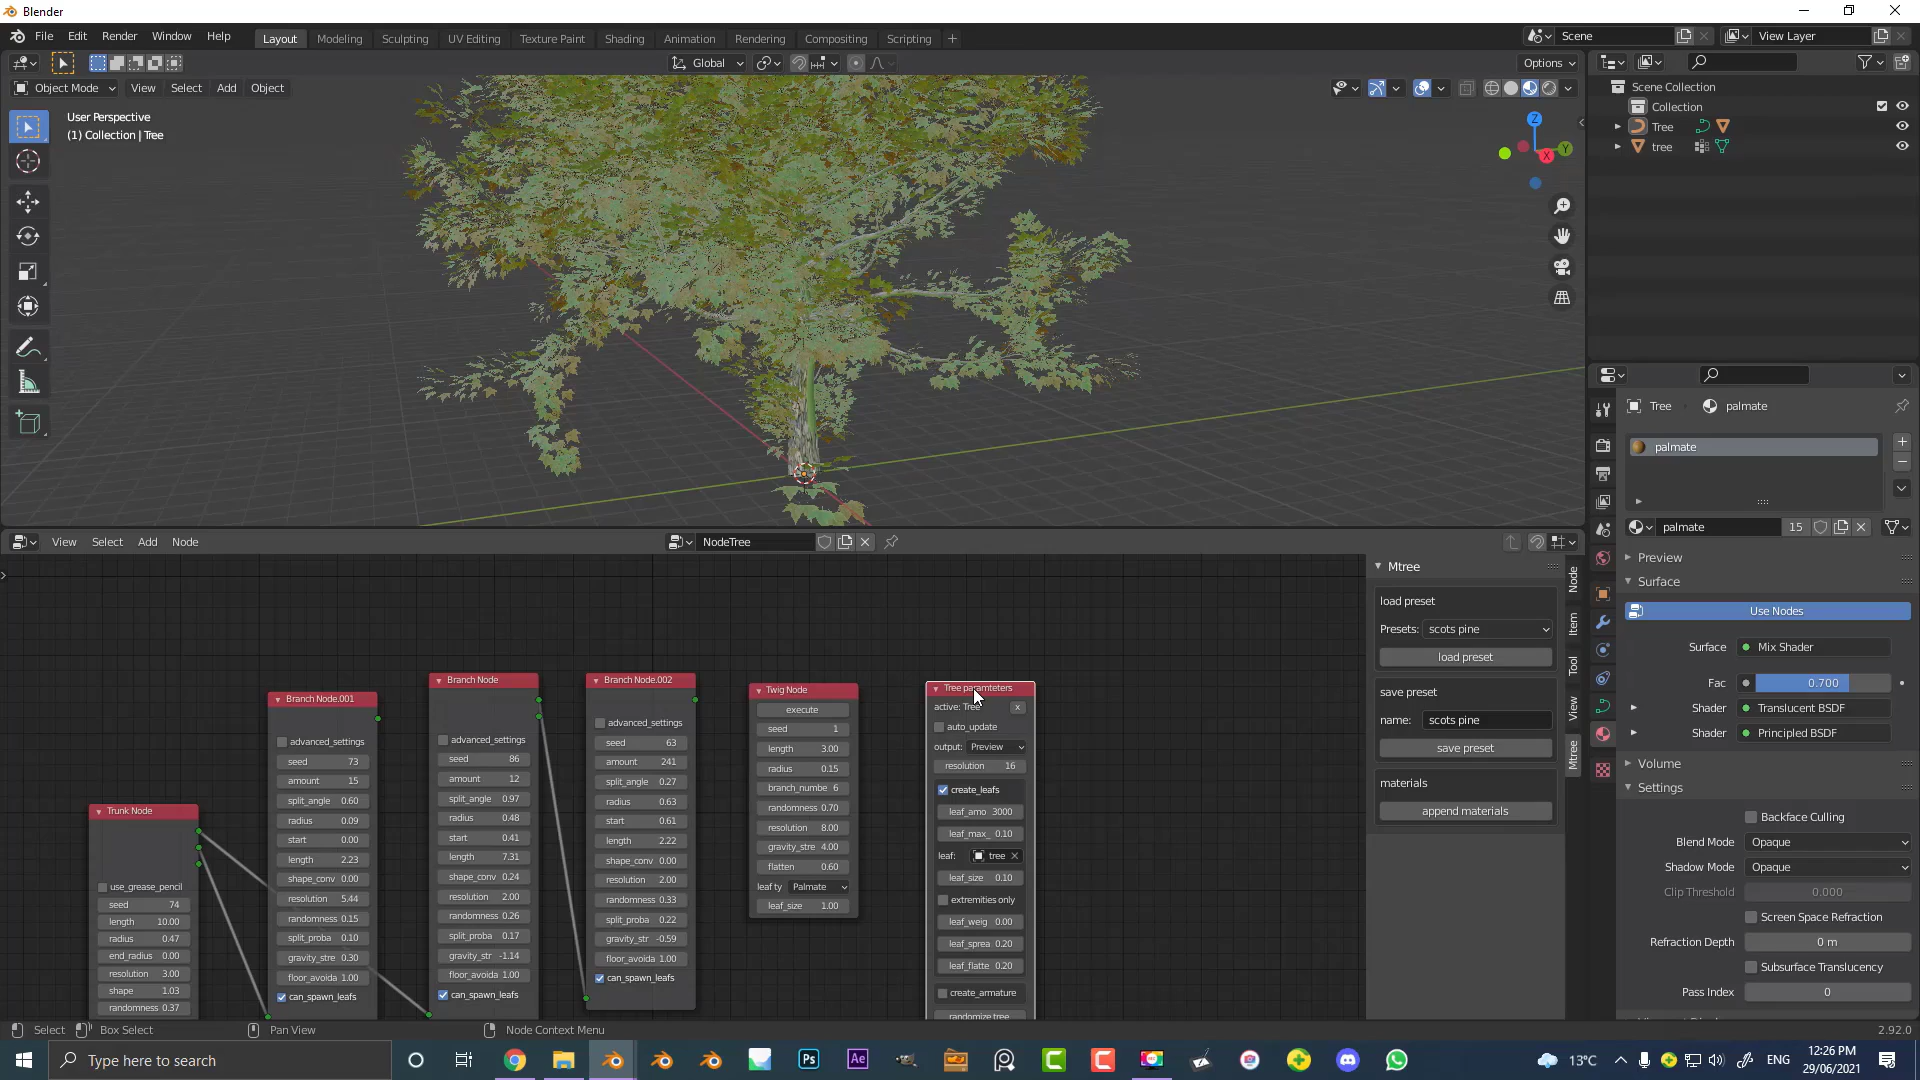 Blender
File Edit Render Window Help
Layout Modeling Sculpting UV Editing Texture Paint Shading Animation Rendering Compositing Scripting +
Scene
View Layer
Global
Options
Object Mode View Select Add Object
User Perspective
(1) Collection | Tree
Z
Y
X
Scene Collection
Collection
Tree
tree
Tree palmate
palmate
palmate 15
Preview
Surface
Use Nodes
Surface Mix Shader
Fac 0.700
Shader Translucent BSDF
Shader Principled BSDF
Volume
Settings
Backface Culling
Blend Mode Opaque
Shadow Mode Opaque
Clip Threshold 0.000
Screen Space Refraction
Refraction Depth 0 m
Subsurface Translucency
Pass Index 0
View Select Add Node
NodeTree
Trunk Node
use_grease_pencil
seed 74
length 10.00
radius 0.47
end_radius 0.00
resolution 3.00
shape 1.03
randomness 0.37
Branch Node.001
advanced_settings
seed 73
amount 15
split_angle 0.60
radius 0.09
start 0.00
length 2.23
shape_conv 0.00
resolution 5.44
randomness 0.15
split_proba 0.10
gravity_stre 0.30
floor_avoida 1.00
can_spawn_leafs
Branch Node
advanced_settings
seed 86
amount 12
split_angle 0.97
radius 0.48
start 0.41
length 7.31
shape_conv 0.24
resolution 2.00
randomness 0.26
split_proba 0.17
gravity_str -1.14
floor_avoida 1.00
can_spawn_leafs
Branch Node.002
advanced_settings
seed 63
amount 241
split_angle 0.27
radius 0.63
start 0.61
length 2.22
shape_conv 0.00
resolution 2.00
randomness 0.33
split_proba 0.22
gravity_str -0.59
floor_avoida 1.00
can_spawn_leafs
Twig Node
execute
seed 1
length 3.00
radius 0.15
branch_numbe 6
randomness 0.70
resolution 8.00
gravity_stre 4.00
flatten 0.60
leaf ty Palmate
leaf_size 1.00
Tree paramteters
active: Tree x
auto_update
output: Preview
resolution 16
create_leafs
leaf_amo 3000
leaf_max_ 0.10
leaf: tree
leaf_size 0.10
extremities only
leaf_weig 0.00
leaf_sprea 0.20
leaf_flatte 0.20
create_armature
randomize tree
Mtree
load preset
Presets: scots pine
load preset
save preset
name: scots pine
save preset
materials
append materials
Node
Item
Tool
View
Mtree
Select Box Select Pan View Node Context Menu
2.92.0
Type here to search
Ps
Ae
13°C
ENG
12:26 PM
29/06/2021